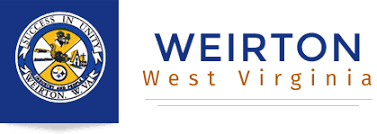 SUCCESS IN UNITY
WEIRTON, W.VA.
WEIRTON
West Virginia